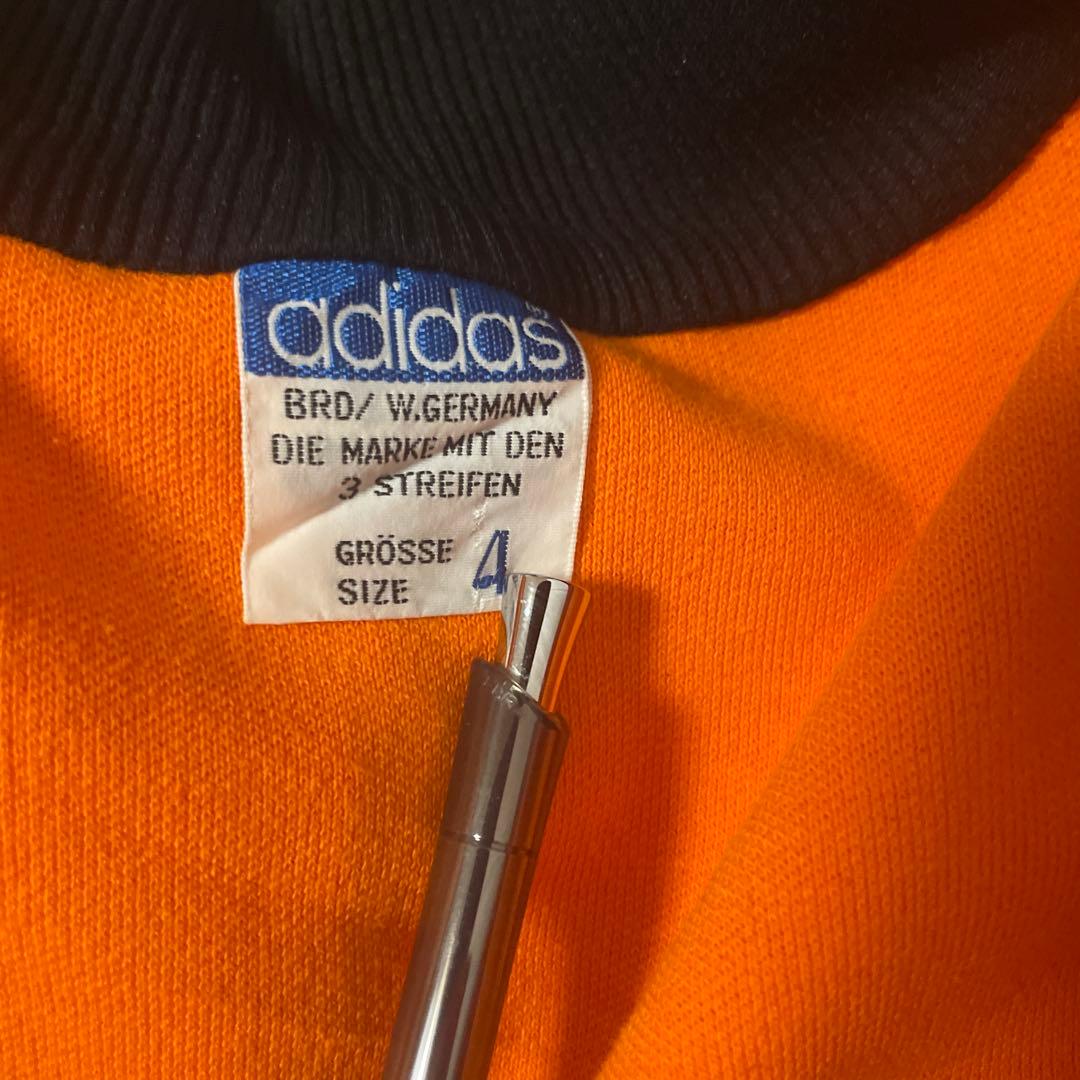 adidas
BRD/ W.GERMANY
DIE MARKE MIT DEN
3 STREIFEN
GRÖSSE 4
SIZE